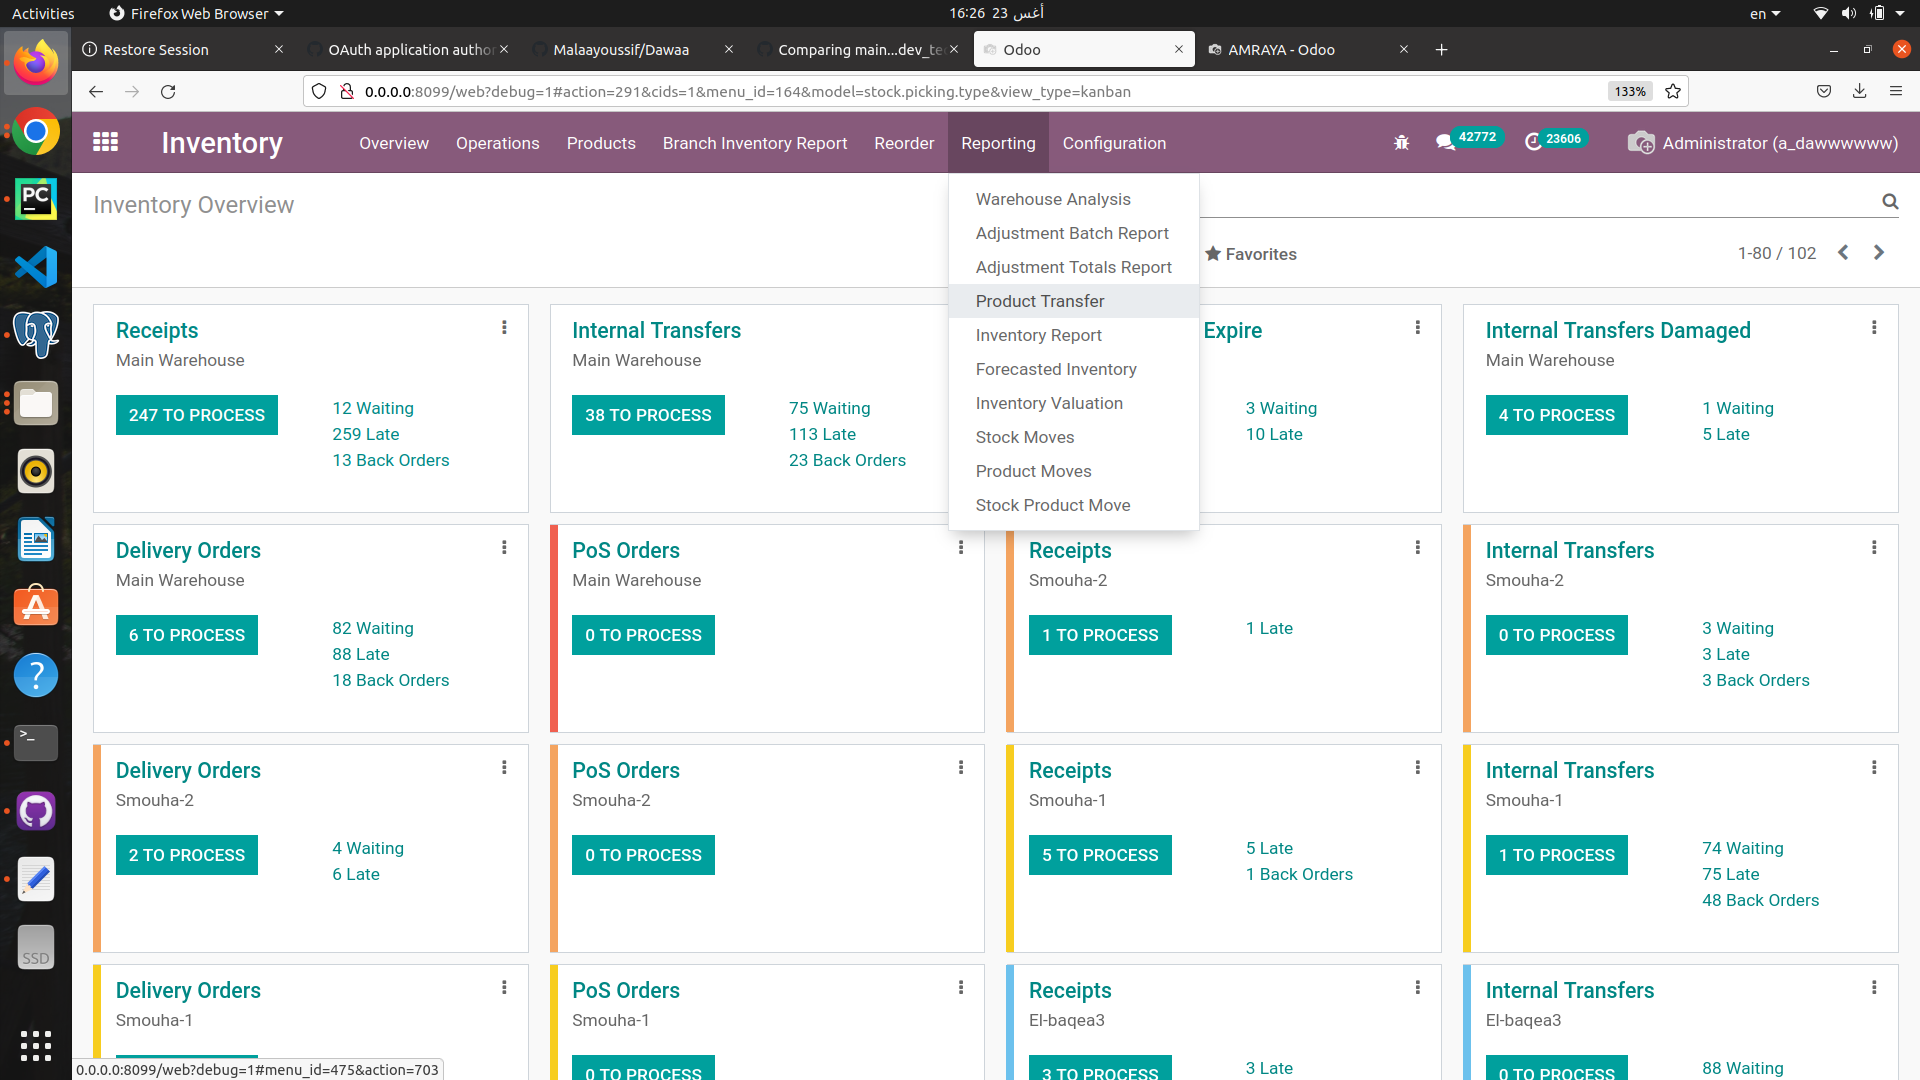 Activities
Firefox Web Browser
16:26 23 أغس
en
Restore Session
OAuth application author
Malaayoussif/Dawaa
Comparing main...dev_te
Odoo
AMRAYA - Odoo
0.0.0.0:8099/web?debug=1#action=291&cids=1&menu_id=164&model=stock.picking.type&view_type=kanban
133%
Inventory
Overview
Operations
Products
Branch Inventory Report
Reorder
Reporting
Configuration
42772
23606
Administrator (a_dawwwwww)
Inventory Overview
Favorites
1-80 / 102
Warehouse Analysis
Adjustment Batch Report
Adjustment Totals Report
Product Transfer
Inventory Report
Forecasted Inventory
Inventory Valuation
Stock Moves
Product Moves
Stock Product Move
Receipts
Main Warehouse
247 TO PROCESS
12 Waiting
259 Late
13 Back Orders
Internal Transfers
Main Warehouse
38 TO PROCESS
75 Waiting
113 Late
23 Back Orders
Expire
3 Waiting
10 Late
Internal Transfers Damaged
Main Warehouse
4 TO PROCESS
1 Waiting
5 Late
Delivery Orders
Main Warehouse
6 TO PROCESS
82 Waiting
88 Late
18 Back Orders
PoS Orders
Main Warehouse
0 TO PROCESS
Receipts
Smouha-2
1 TO PROCESS
1 Late
Internal Transfers
Smouha-2
0 TO PROCESS
3 Waiting
3 Late
3 Back Orders
Delivery Orders
Smouha-2
2 TO PROCESS
4 Waiting
6 Late
PoS Orders
Smouha-2
0 TO PROCESS
Receipts
Smouha-1
5 TO PROCESS
5 Late
1 Back Orders
Internal Transfers
Smouha-1
1 TO PROCESS
74 Waiting
75 Late
48 Back Orders
Delivery Orders
Smouha-1
PoS Orders
Smouha-1
0 TO PROCESS
Receipts
El-baqea3
3 TO PROCESS
3 Late
Internal Transfers
El-baqea3
0 TO PROCESS
88 Waiting
0.0.0.0:8099/web?debug=1#menu_id=475&action=703
PC
SSD